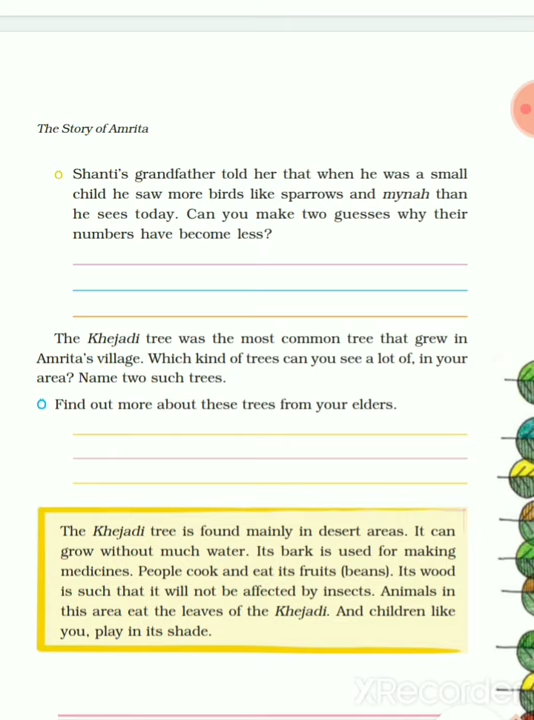 The Story of Amrita
Shanti's grandfather told her that when he was a small
child he saw more birds like sparrows and mynah than
he sees today. Can you make two guesses why their
numbers have become less?
The Khejadi tree was the most common tree that grew in
Amrita's village. Which kind of trees can you see a lot of, in your
area? Name two such trees.
Find out more about these trees from your elders.
The Khejadi tree is found mainly in desert areas. It can
grow without much water. Its bark is used for making
medicines. People cook and eat its fruits (beans). Its wood
is such that it will not be affected by insects. Animals in
this area eat the leaves of the Khejadi. And children like
you, play in its shade.
XRecorder